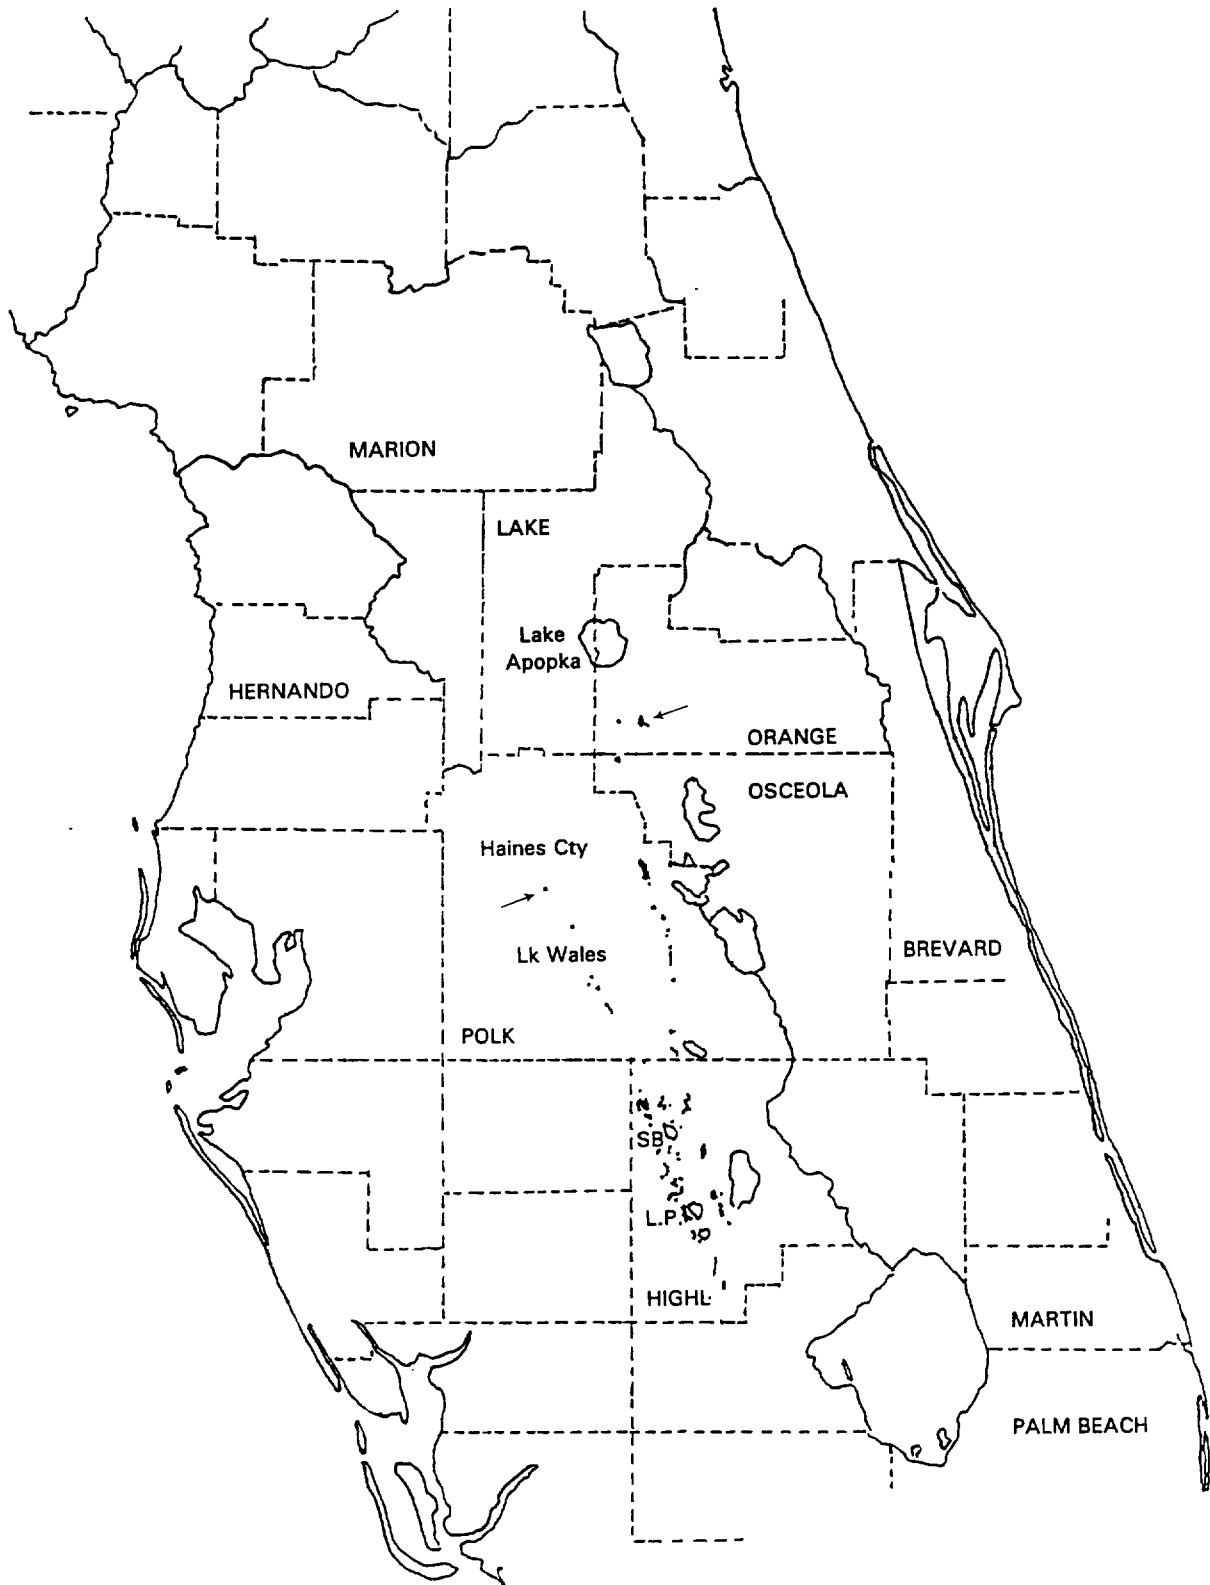 MARION
LAKE
Lake
Apopka
HERNANDO
ORANGE
OSCEOLA
Haines Cty
Lk Wales
BREVARD
POLK
SB
L.P.
HIGHL
MARTIN
PALM BEACH